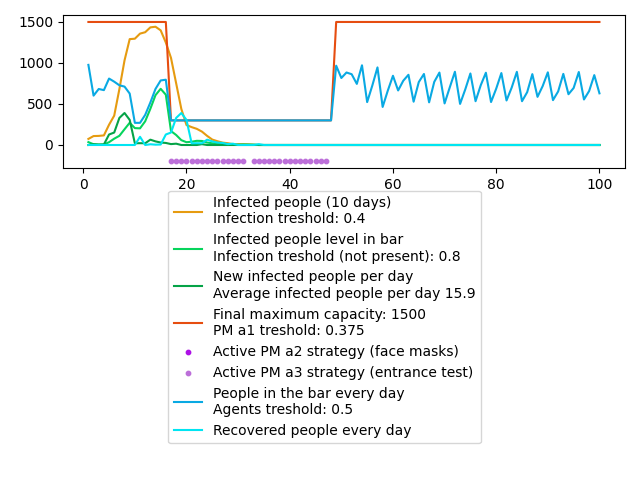 1500
1000
500
0
0 20 40 60 80 100
Infected people (10 days)
Infection treshold: 0.4
Infected people level in bar
Infection treshold (not present): 0.8
New infected people per day
Average infected people per day 15.9
Final maximum capacity: 1500
PM a1 treshold: 0.375
Active PM a2 strategy (face masks)
Active PM a3 strategy (entrance test)
People in the bar every day
Agents treshold: 0.5
Recovered people every day